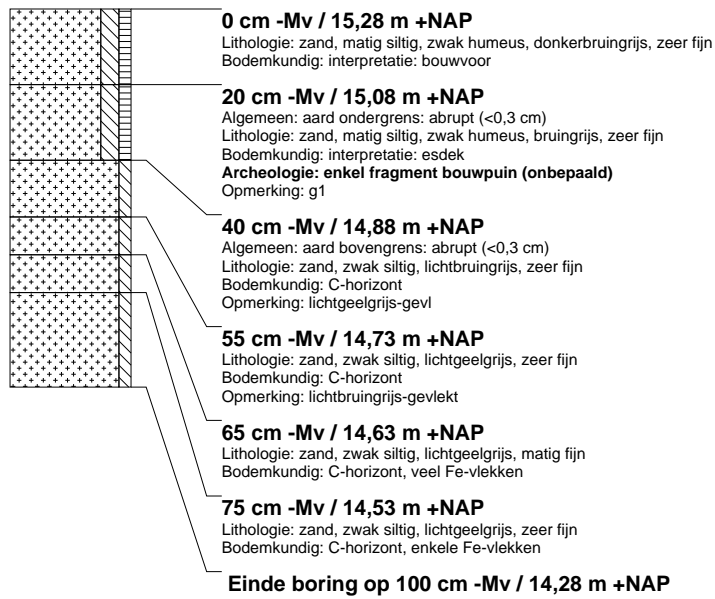 0 cm -Mv / 15,28 m +NAP
Lithologie: zand, matig siltig, zwak humeus, donkerbruingrijs, zeer fijn
Bodemkundig: interpretatie: bouwvoor
20 cm -Mv / 15,08 m +NAP
Algemeen: aard ondergrens: abrupt (<0,3 cm)
Lithologie: zand, matig siltig, zwak humeus, bruingrijs, zeer fijn
Bodemkundig: interpretatie: esdek
Archeologie: enkel fragment bouwpuin (onbepaald)
Opmerking: g1
40 cm -Mv / 14,88 m +NAP
Algemeen: aard bovengrens: abrupt (<0,3 cm)
Lithologie: zand, zwak siltig, lichtbruingrijs, zeer fijn
Bodemkundig: C-horizont
Opmerking: lichtgeelgrijs-gevl
55 cm -Mv / 14,73 m +NAP
Lithologie: zand, zwak siltig, lichtgeelgrijs, zeer fijn
Bodemkundig: C-horizont
Opmerking: lichtbruingrijs-gevlekt
65 cm -Mv / 14,63 m +NAP
Lithologie: zand, zwak siltig, lichtgeelgrijs, matig fijn
Bodemkundig: C-horizont, veel Fe-vlekken
75 cm -Mv / 14,53 m +NAP
Lithologie: zand, zwak siltig, lichtgeelgrijs, zeer fijn
Bodemkundig: C-horizont, enkele Fe-vlekken
Einde boring op 100 cm -Mv / 14,28 m +NAP